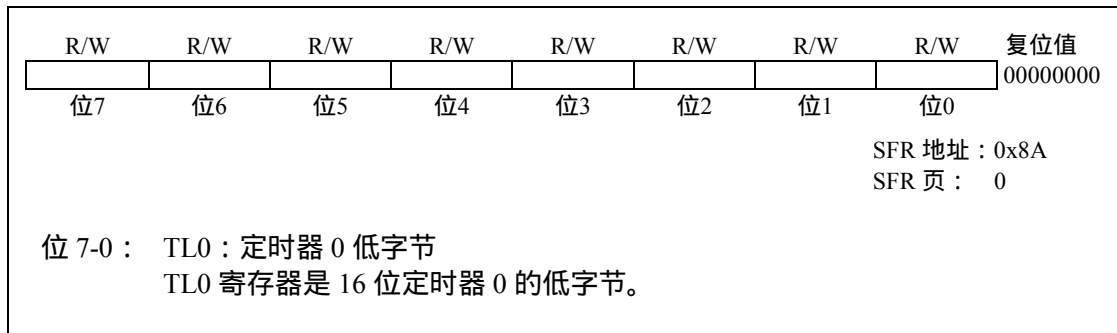 R/W R/W R/W R/W R/W R/W R/W R/W 复位值
00000000
位7 位6 位5 位4 位3 位2 位1 位0
SFR 地址：0x8A
SFR 页： 0
位 7-0： TL0：定时器 0 低字节
TL0 寄存器是 16 位定时器 0 的低字节。